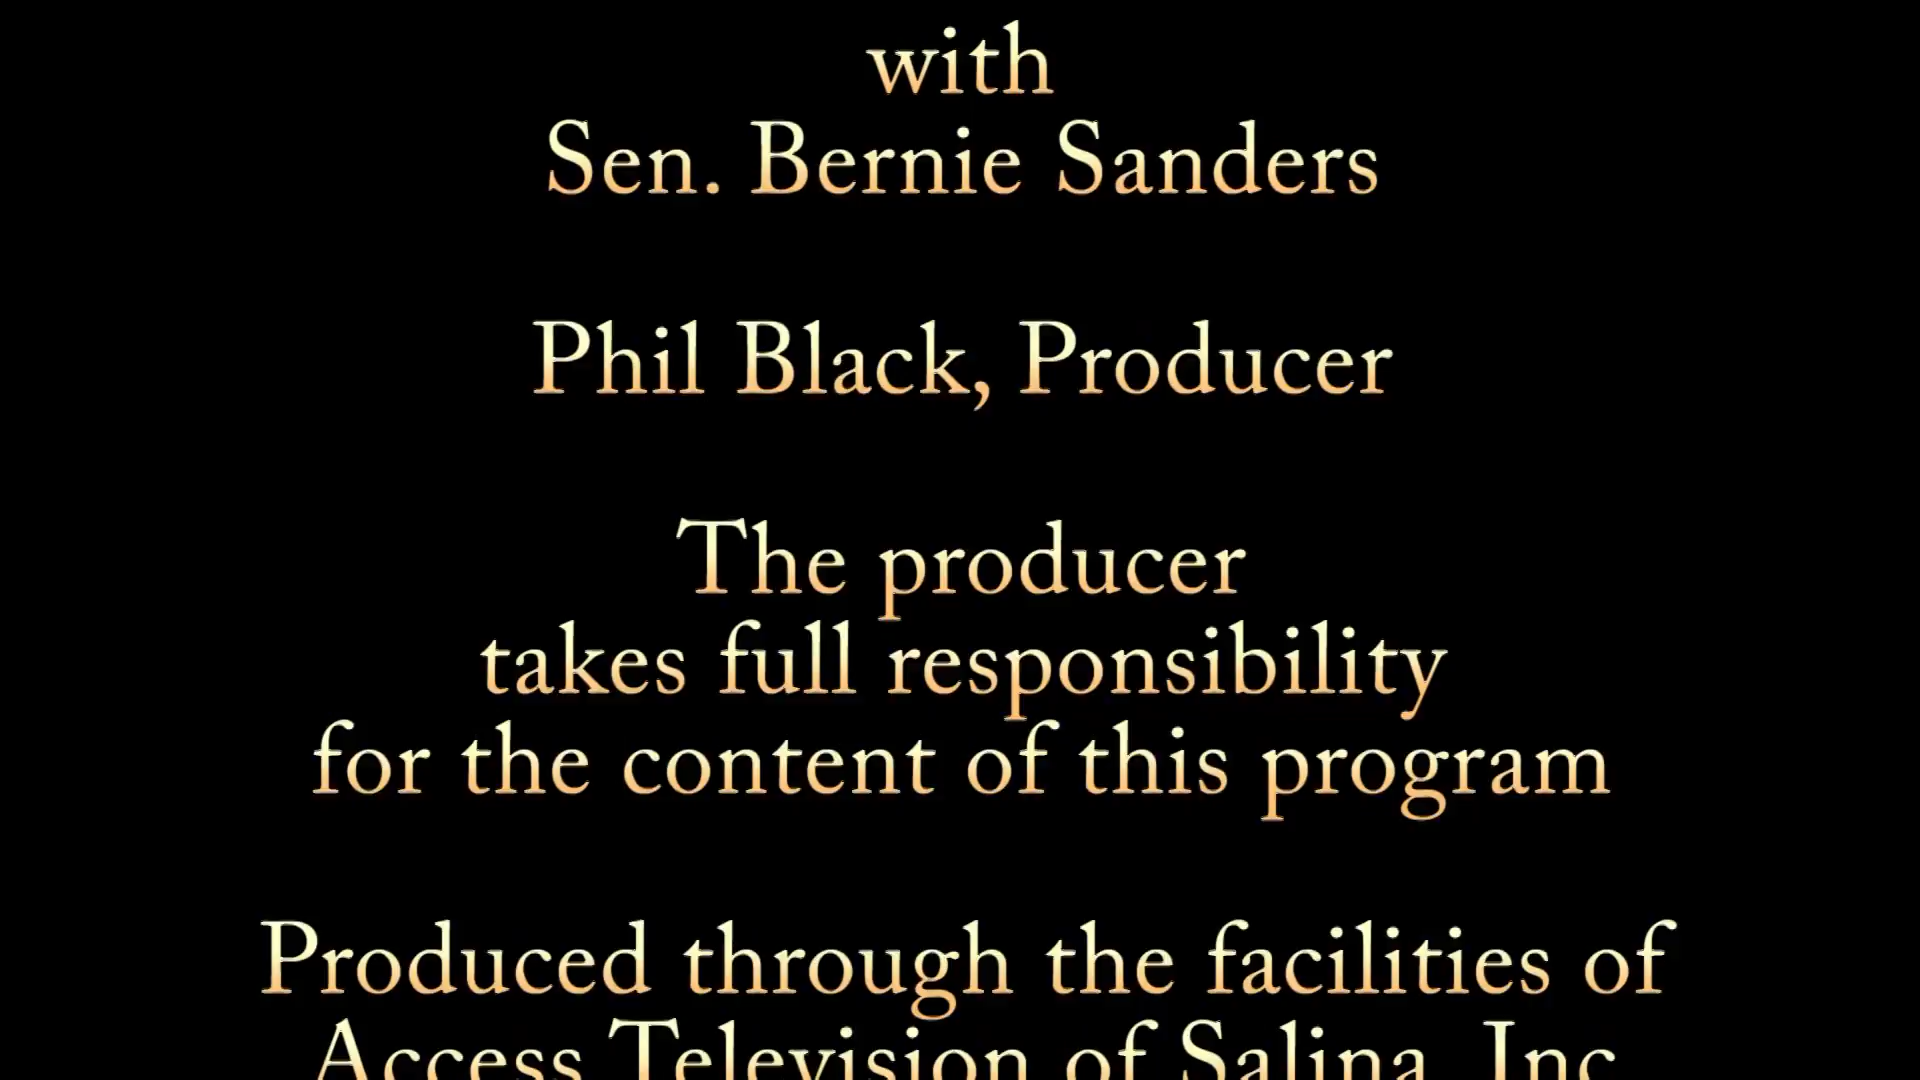 with
Sen. Bernie Sanders
Phil Black, Producer
The producer
takes full responsibility
for the content of this program
Produced through the facilities of
Access Television of Salina, Inc